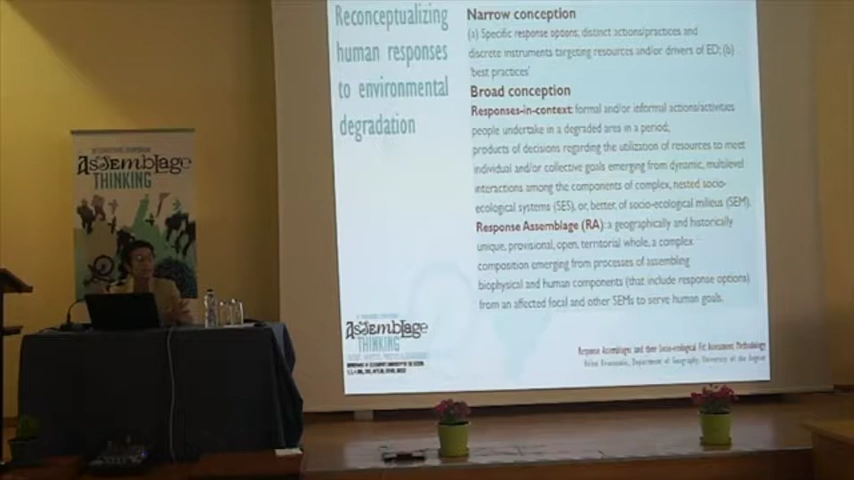 Reconceptualizing
human responses
to environmental
degradation
Narrow conception
(a) Specific response options, distinct actions/practices and
discrete instruments targeting resources and/or drivers of ED; (b)
'best practices'
Broad conception
Responses-in-context: formal and/or informal actions/activities
people undertake in a degraded area in a period;
products of decisions regarding the utilization of resources to meet
individual and/or collective goals emerging from dynamic, multilevel
interactions among the components of complex, nested socio-
ecological systems (SES), or, better, of socio-ecological milieus (SEM).
Response Assemblage (RA): a geographically and historically
unique, provisional, open, territorial whole, a complex
composition emerging from processes of assembling
biophysical and human components (that include response options)
from an affected focal and other SEMs to serve human goals.
Assemblage
THINKING
Response Assemblages and their Socio-ecological Fit Assessment Methodology
Department of Geography, University of the Aegean
INTERNATIONAL SYMPOSIUM
Assemblage
THINKING